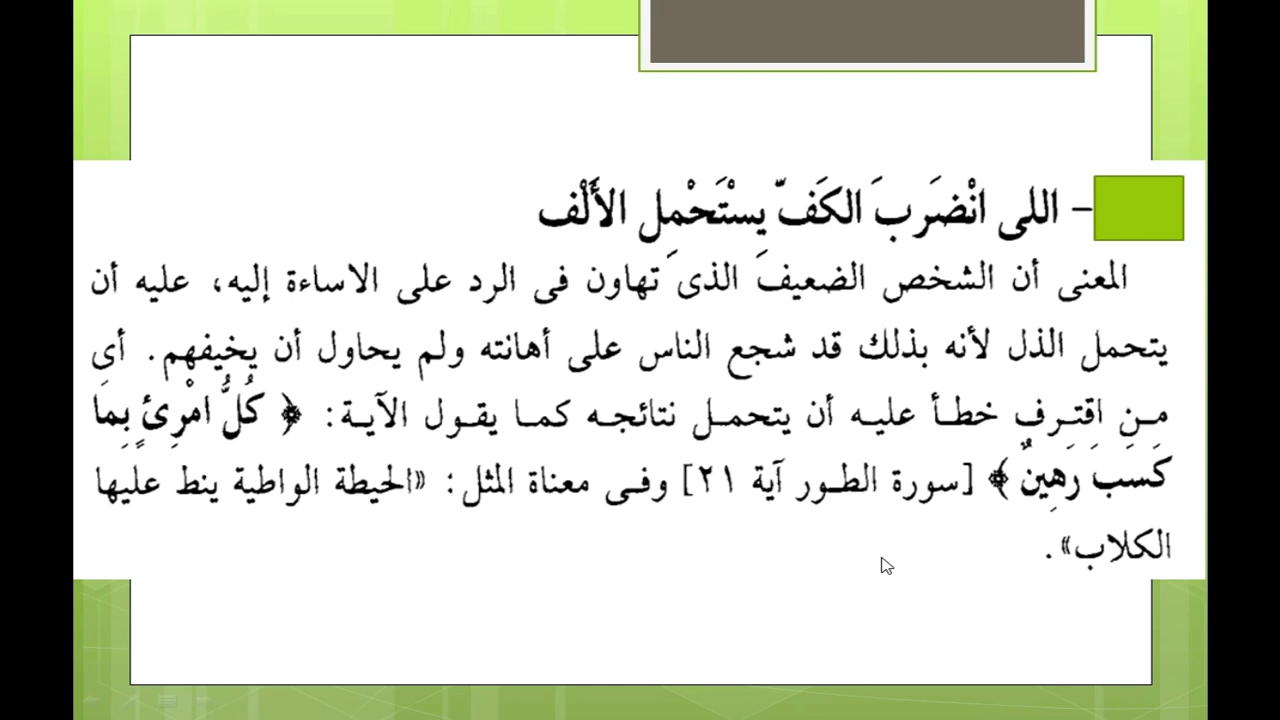 – اللى انْضَربَ الكَفّ يِستْحَمِل الأَلْف
المعنى أن الشخص الضعيف الذى تهاون فى الرد على الاساءة إليه، عليه أن
يتحمل الذل لأنه بذلك قد شجع الناس على أهانته ولم يحاول أن يخيفهم. أى
من اقترف خطأ عليه أن يتحمل نتائجه كما يقول الآية: ﴿ كُلُّ امْرِئٍ بِمَا
كَسَبَ رَهِينٌ ﴾ [سورة الطور آية ٢١] وفى معناة المثل: «الحيطة الواطية ينط عليها
الكلاب».